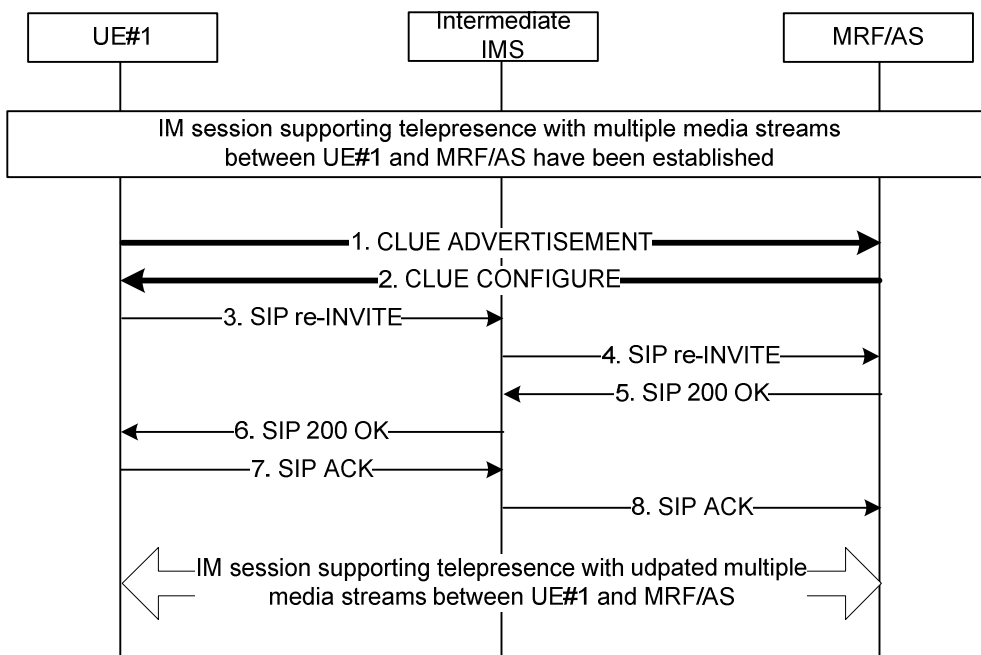 UE#1
Intermediate
IMS
MRF/AS
IM session supporting telepresence with multiple media streams
between UE#1 and MRF/AS have been established
1. CLUE ADVERTISEMENT
2. CLUE CONFIGURE
3. SIP re-INVITE
4. SIP re-INVITE
5. SIP 200 OK
6. SIP 200 OK
7. SIP ACK
8. SIP ACK
IM session supporting telepresence with udpated multiple
media streams between UE#1 and MRF/AS